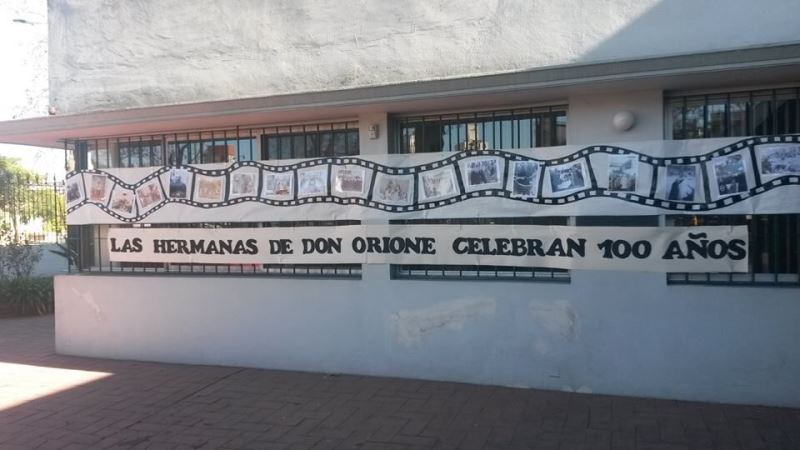 LAS HERMANAS DE DON ORIONE CELEBRAN 100 AÑOS